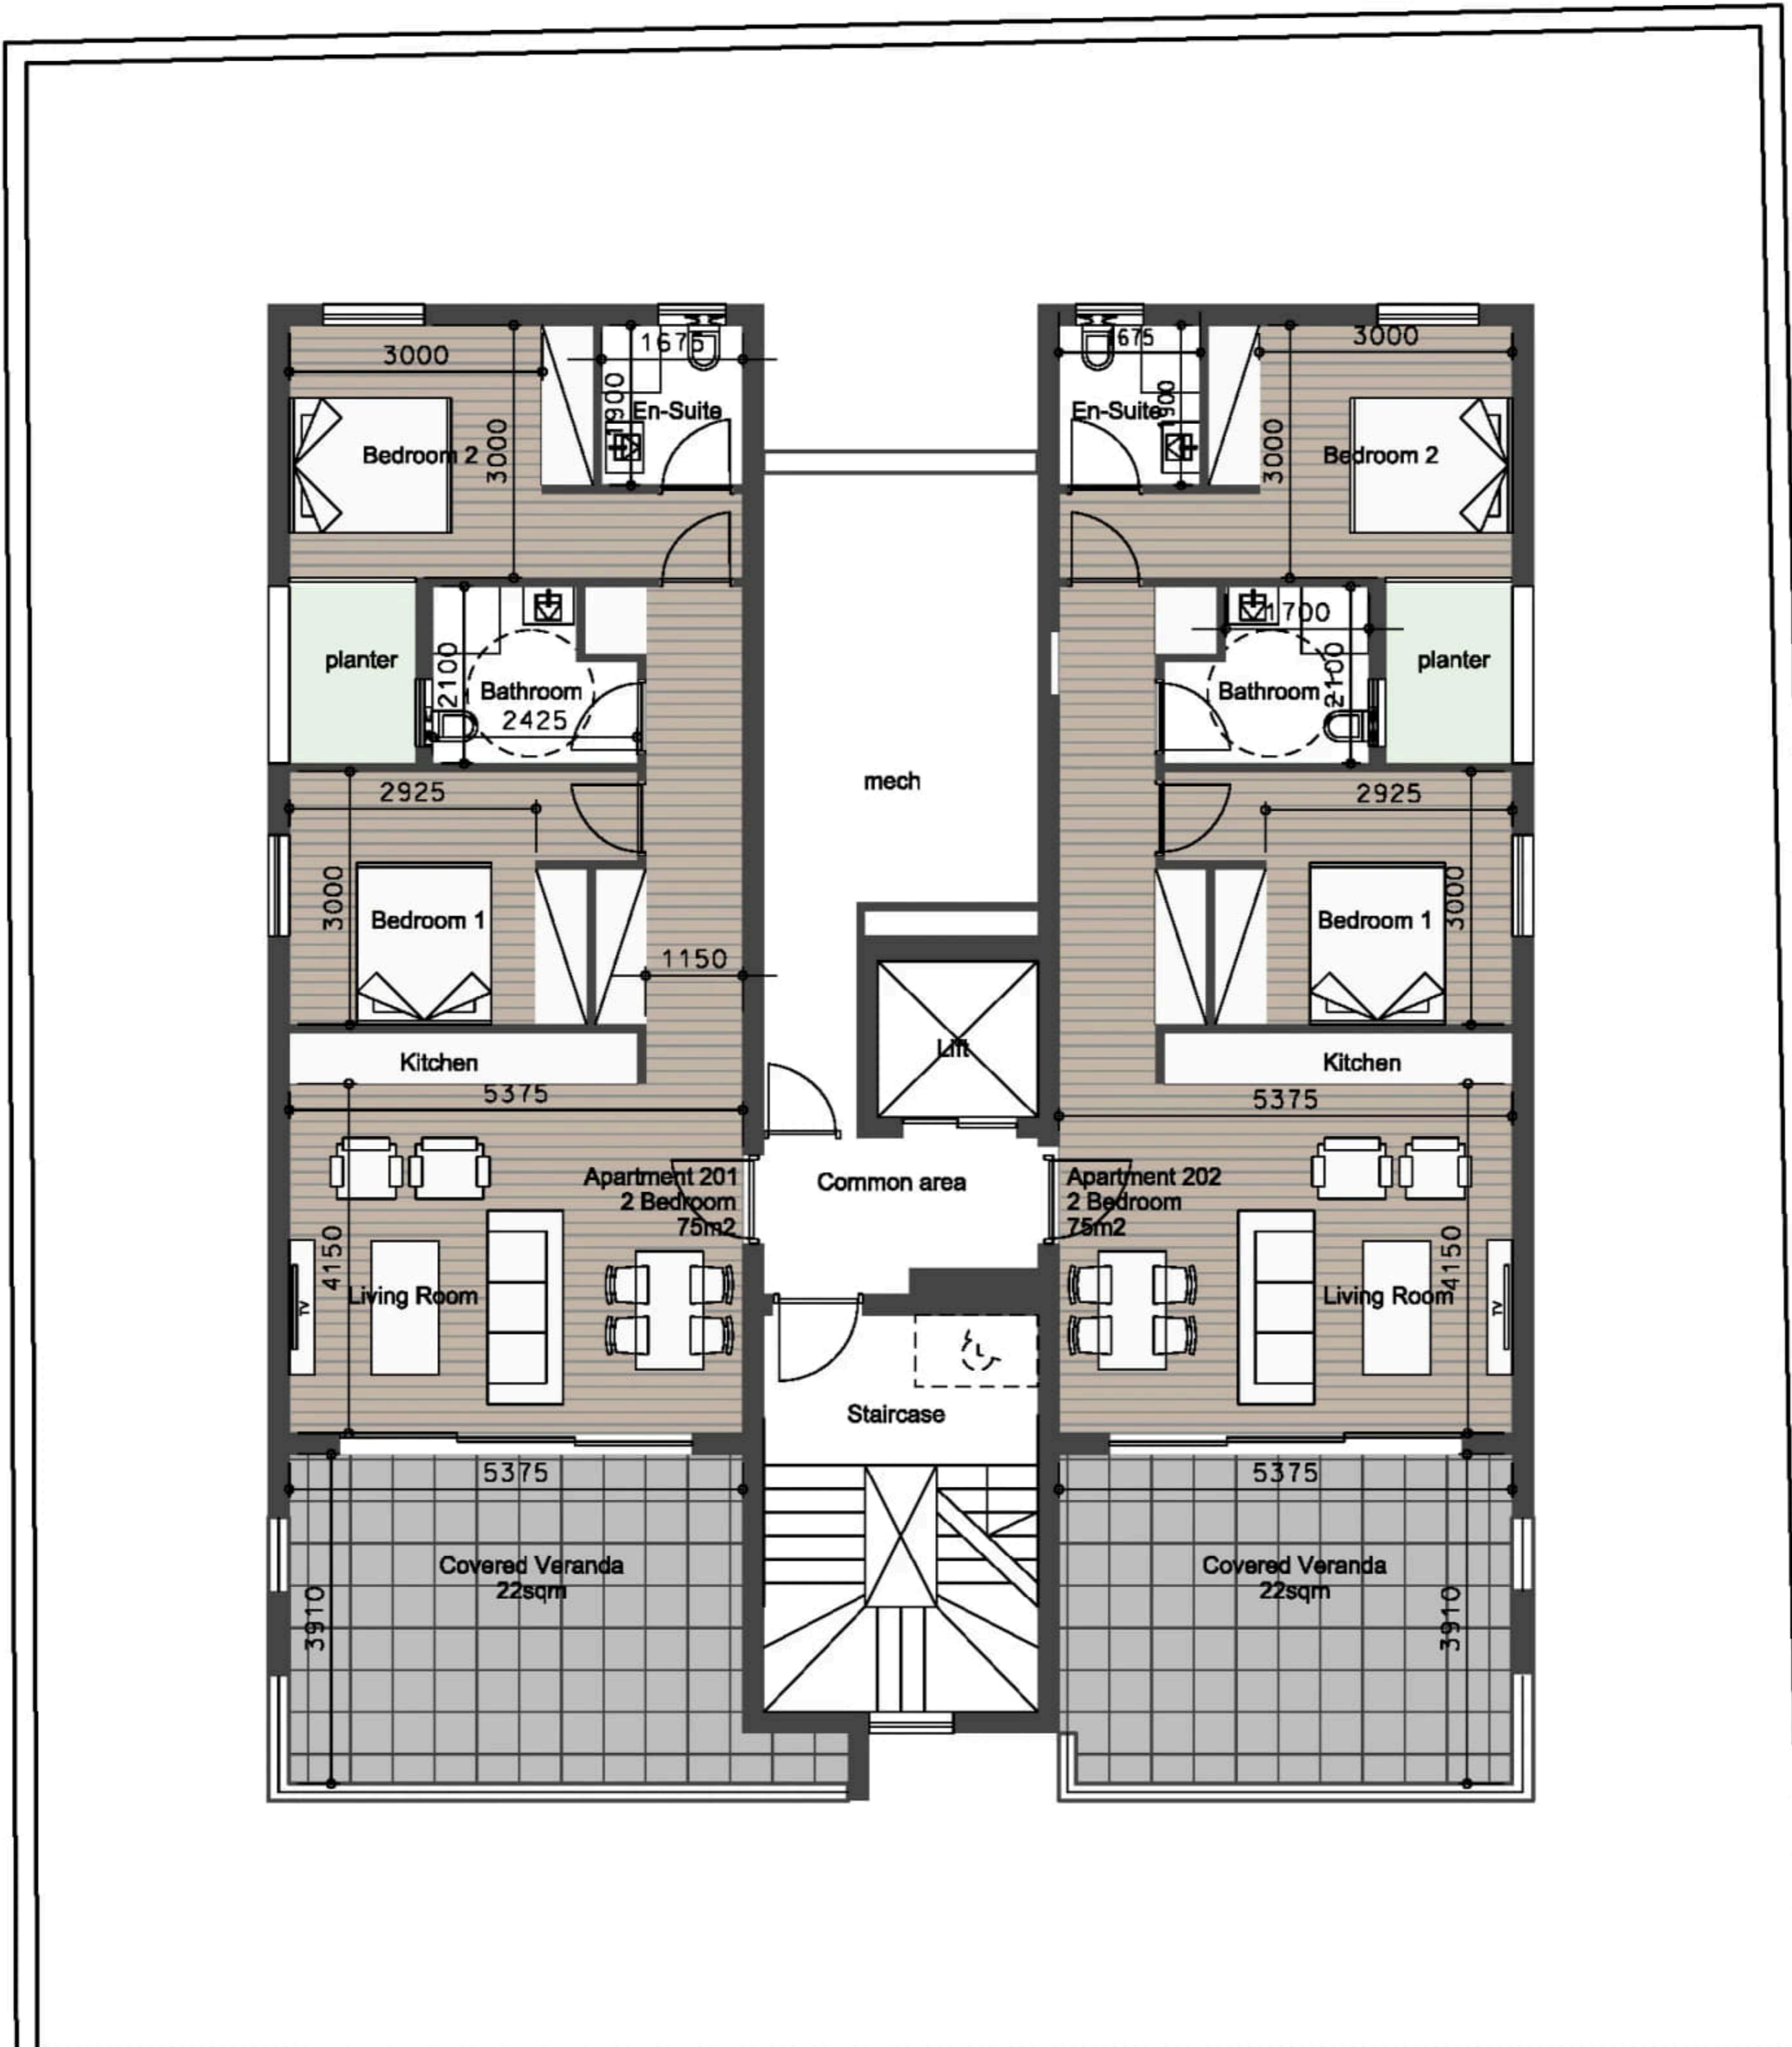 3000
1675
1675
3000
1900
En-Suite
En-Suite
1900
Bedroom 2
3000
3000
Bedroom 2
1700
planter
2100
Bathroom
2425
Bathroom
2100
planter
mech
2925
2925
3000
Bedroom 1
Bedroom 1
3000
1150
Lift
Kitchen
Kitchen
5375
5375
Apartment 201
2 Bedroom
75m2
Common area
Apartment 202
2 Bedroom
75m2
4150
4150
TV
Living Room
Living Room
TV
Staircase
5375
5375
Covered Veranda
22sqm
Covered Veranda
22sqm
3910
3910